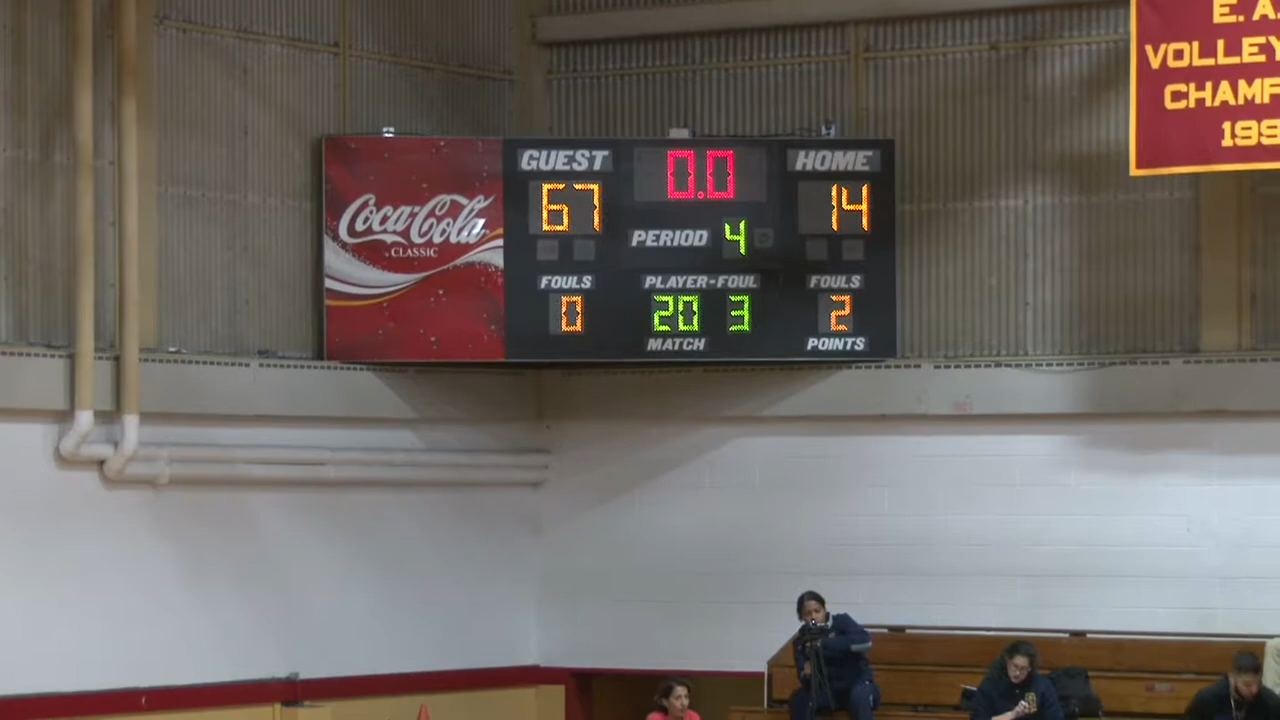 Coca-Cola
CLASSIC
GUEST 0.0 HOME
67 14
PERIOD 4
FOULS PLAYER-FOUL FOULS
0 20 3 2
MATCH POINTS
E. A.
VOLLEY
CHAMP
199